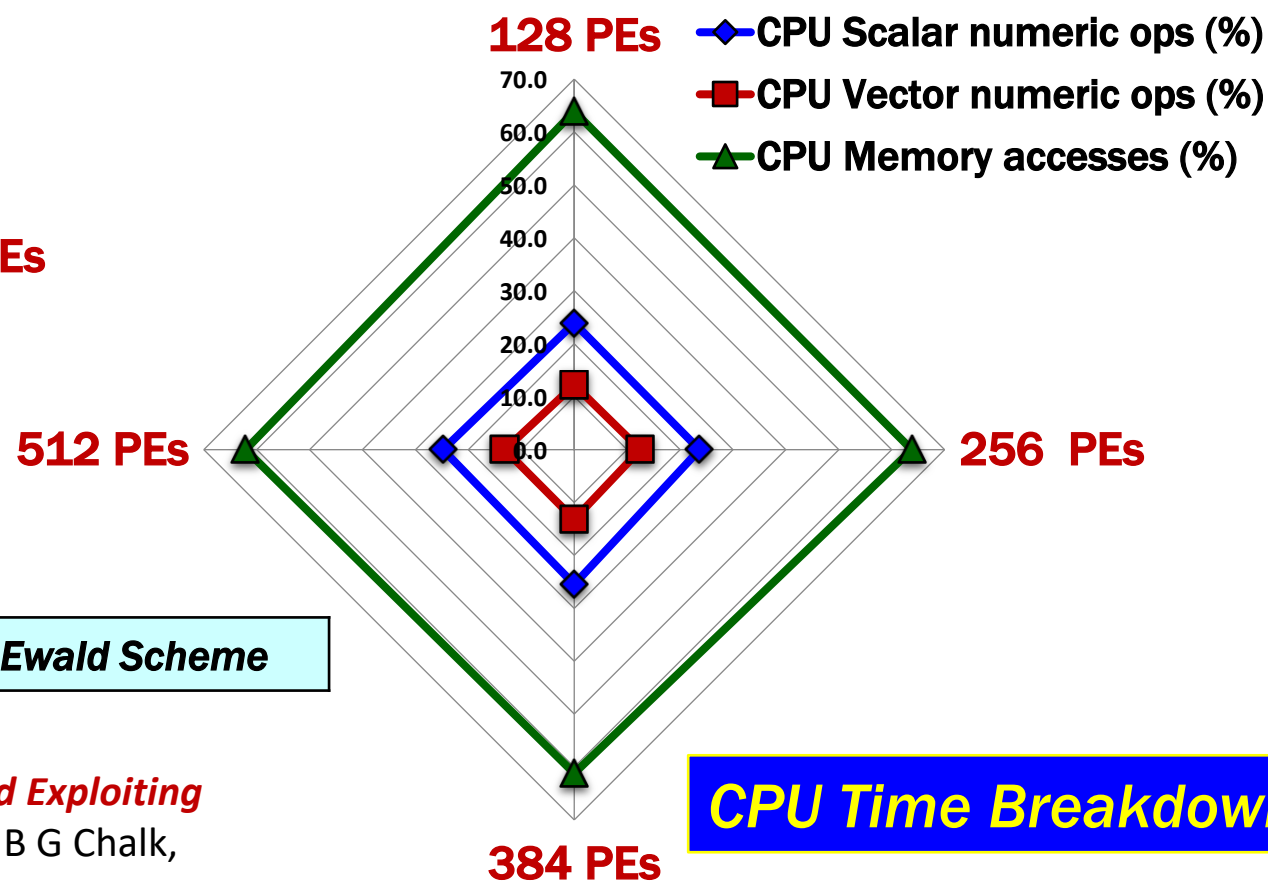 128 PEs
CPU Scalar numeric ops (%)
CPU Vector numeric ops (%)
CPU Memory accesses (%)
70.0
60.0
50.0
40.0
30.0
20.0
10.0
0.0
Es
512 PEs
256 PEs
Ewald Scheme
d Exploiting
B G Chalk,
CPU Time Breakdow
384 PEs